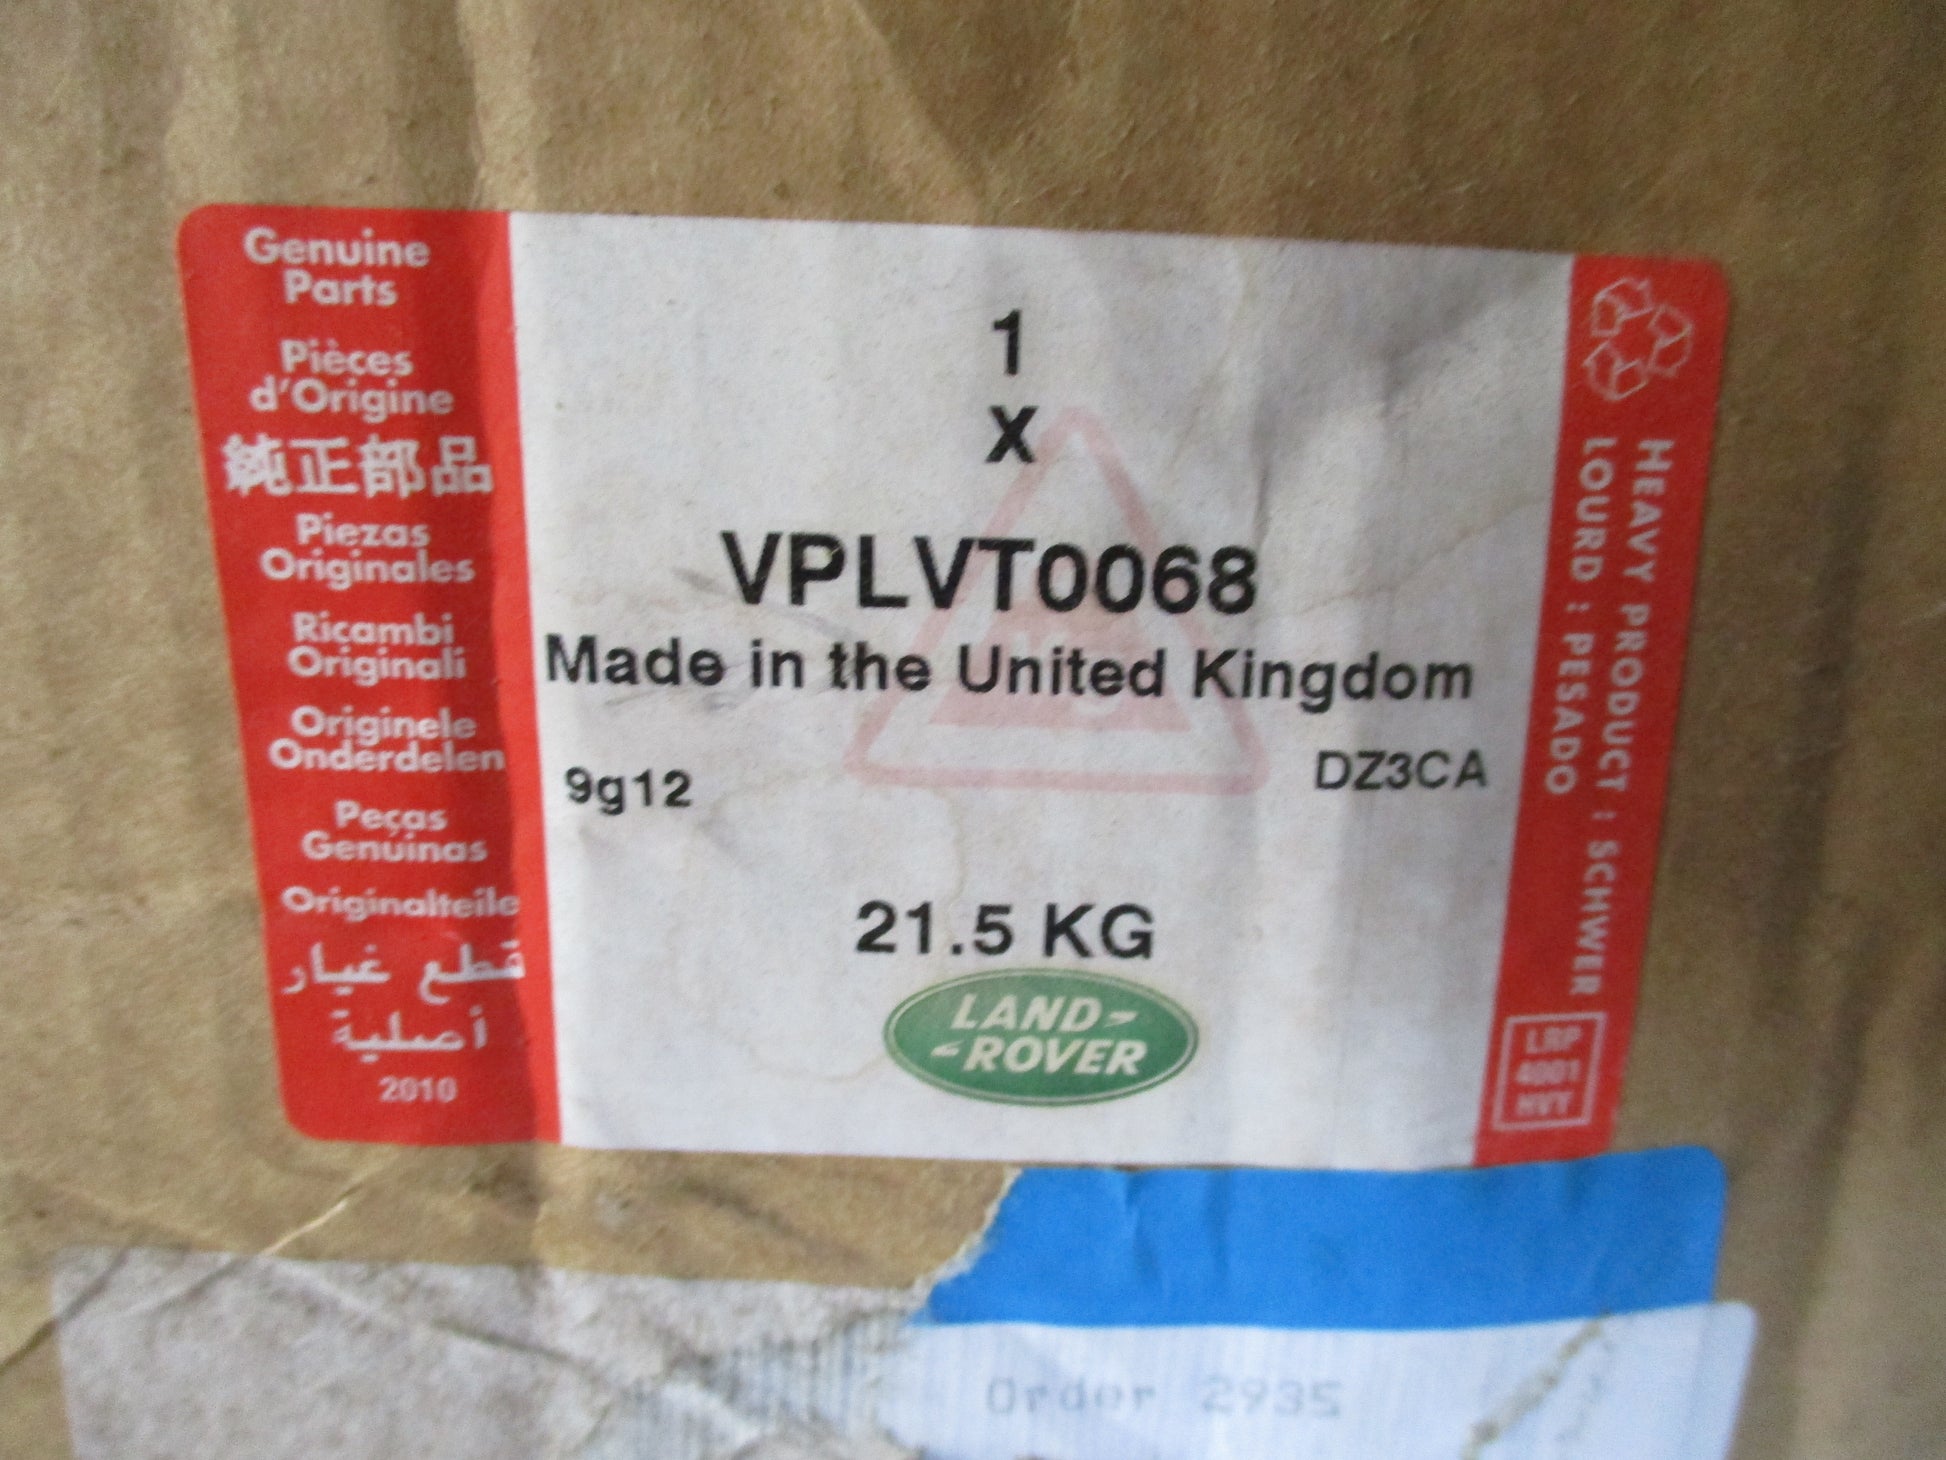 Genuine
Parts
Pièces
d'Origine
純正部品
Piezas
Originales
Ricambi
Originali
Originele
Onderdelen
Peças
Genuinas
Originalteile
قطع غيار
أصلية
2010
1
X
VPLVT0068
Made in the United Kingdom
9g12
DZ3CA
21.5 KG
LAND-
-ROVER
HEAVY PRODUCT : SCHWER
LOURD : PESADO
LRP
4001
HVY
Order 2935